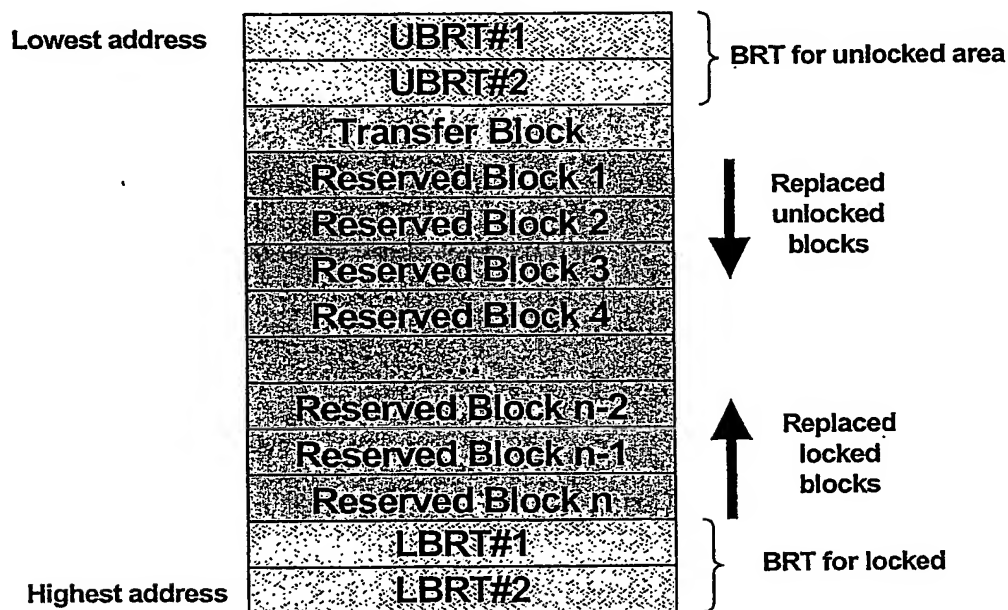 Lowest address
UBRT#1
UBRT#2
BRT for unlocked area
Transfer Block
Reserved Block 1
Reserved Block 2
Reserved Block 3
Reserved Block 4
Replaced
unlocked
blocks
Reserved Block n-2
Reserved Block n-1
Reserved Block n
Replaced
locked
blocks
LBRT#1
LBRT#2
BRT for locked
Highest address